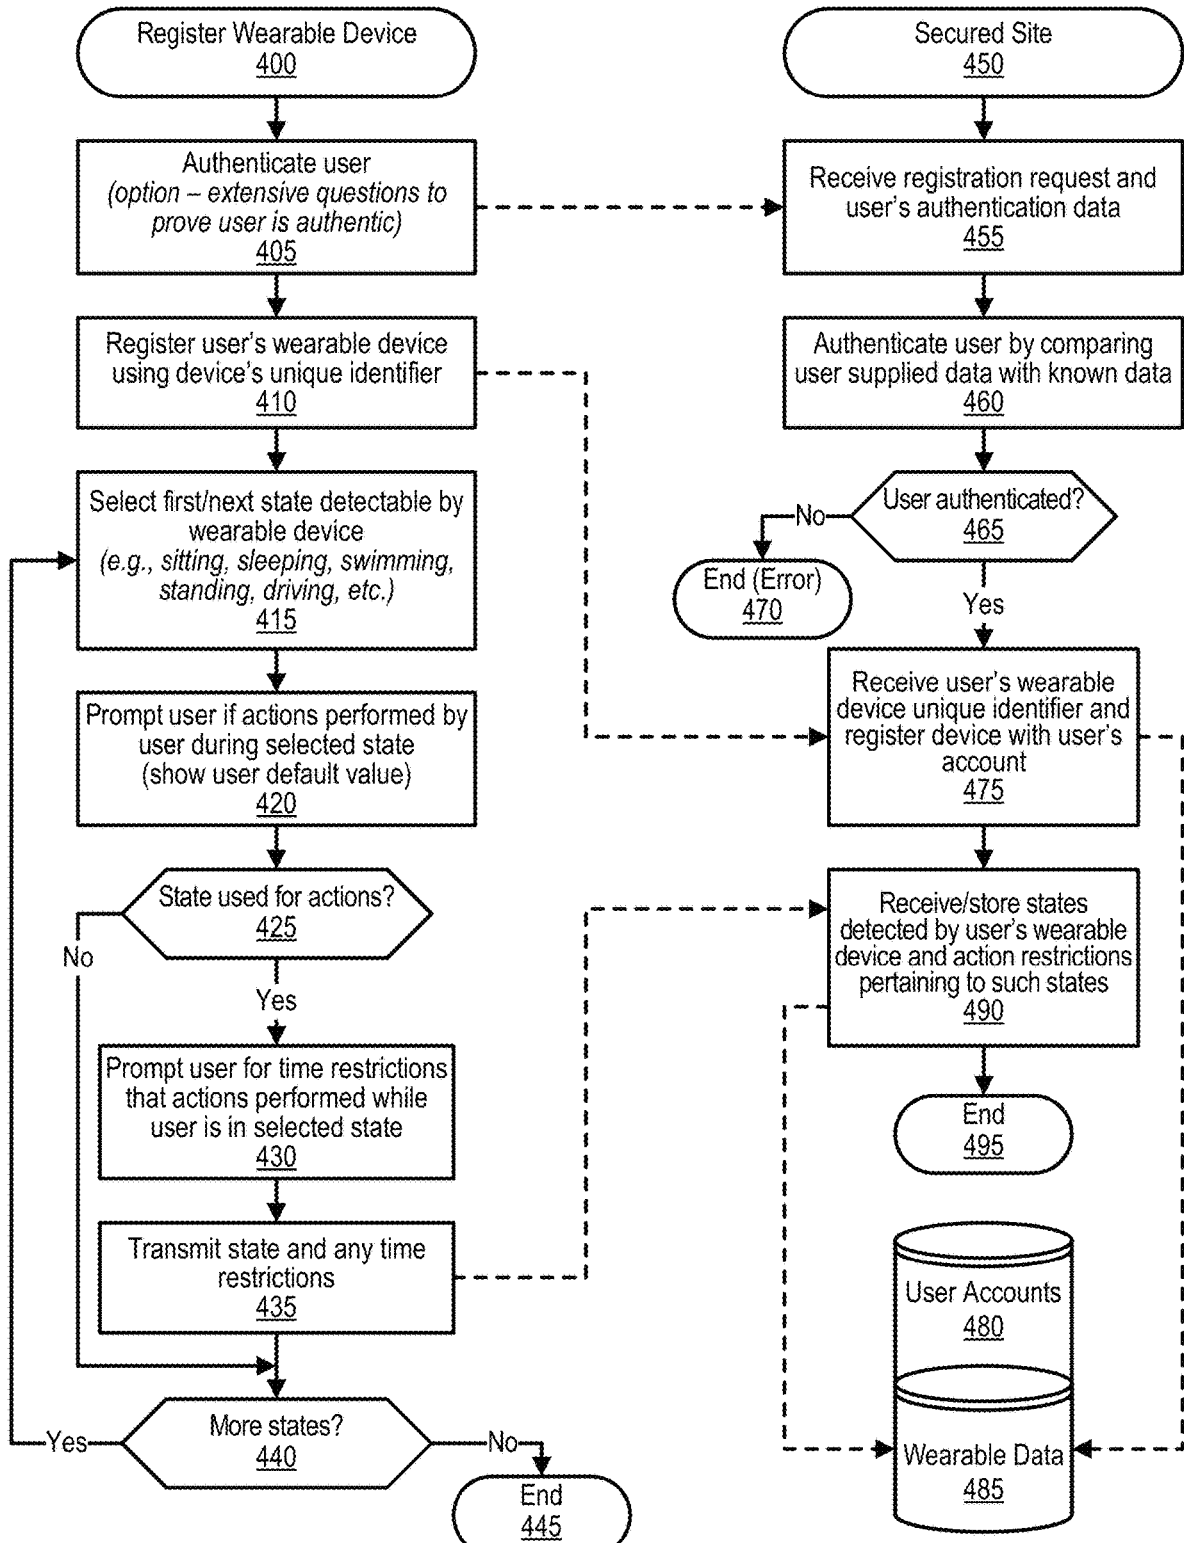 Register Wearable Device
400
Authenticate user
(option – extensive questions to
prove user is authentic)
405
Register user's wearable device
using device's unique identifier
410
Select first/next state detectable by
wearable device
(e.g., sitting, sleeping, swimming,
standing, driving, etc.)
415
Prompt user if actions performed by
user during selected state
(show user default value)
420
State used for actions?
425
No
Yes
Prompt user for time restrictions
that actions performed while
user is in selected state
430
Transmit state and any time
restrictions
435
More states?
440
Yes
No
End
445
Secured Site
450
Receive registration request and
user's authentication data
455
Authenticate user by comparing
user supplied data with known data
460
User authenticated?
465
No
End (Error)
470
Yes
Receive user's wearable
device unique identifier and
register device with user's
account
475
Receive/store states
detected by user's wearable
device and action restrictions
pertaining to such states
490
End
495
User Accounts
480
Wearable Data
485